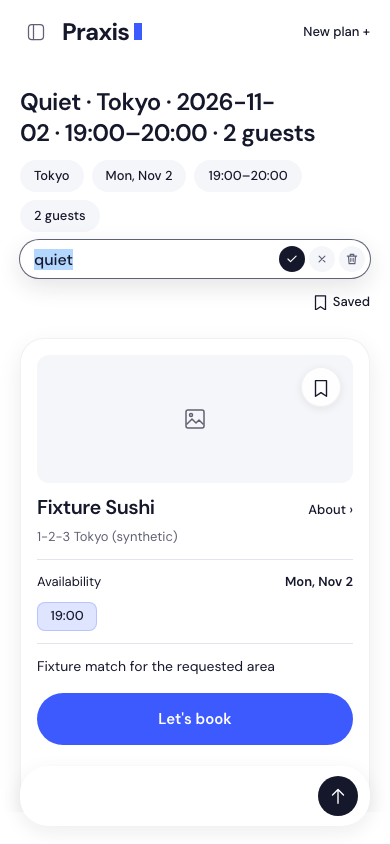 Praxis
New plan +
Quiet · Tokyo · 2026-11-
02 · 19:00–20:00 · 2 guests
Tokyo
Mon, Nov 2
19:00–20:00
2 guests
quiet
Saved
Fixture Sushi
About ›
1-2-3 Tokyo (synthetic)
Availability
Mon, Nov 2
19:00
Fixture match for the requested area
Let's book